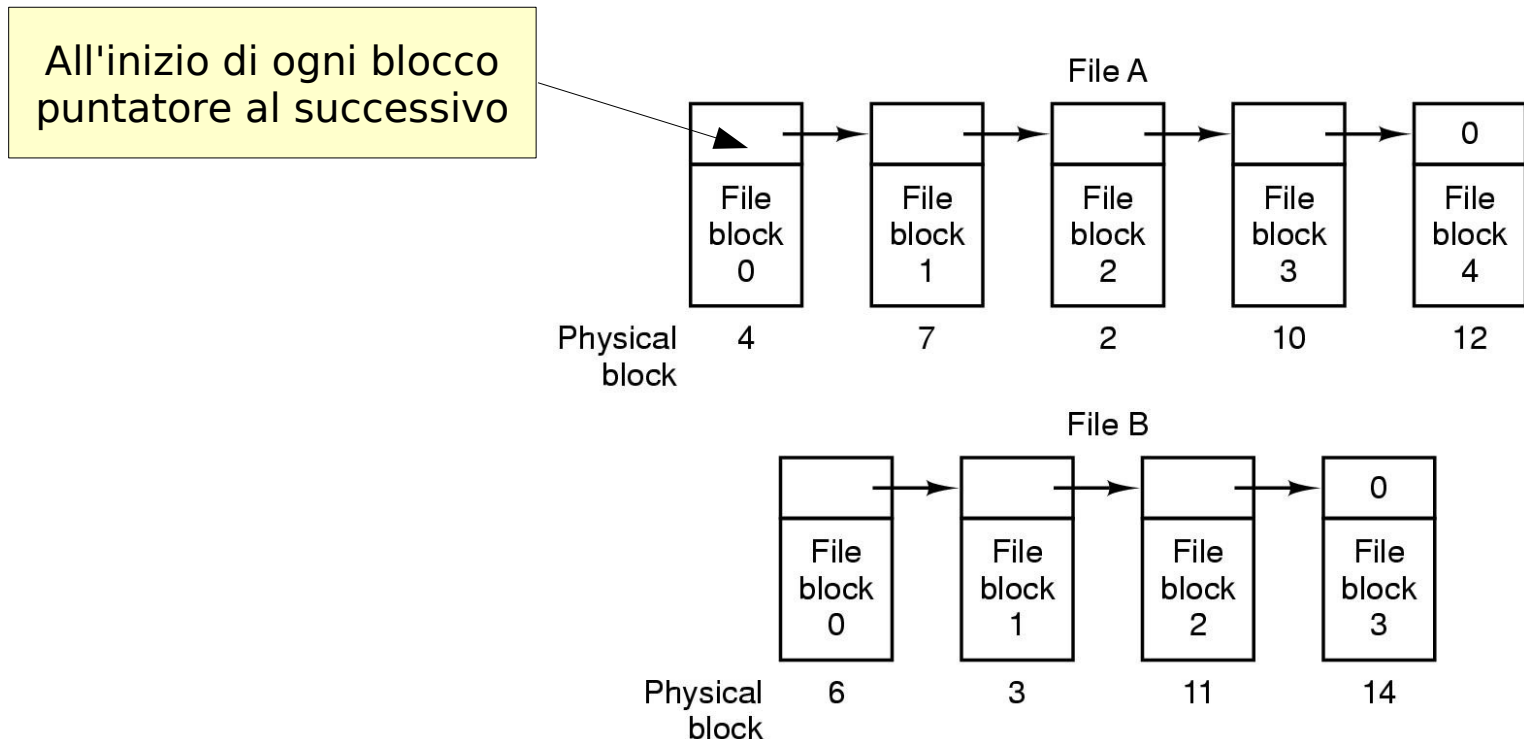 All'inizio di ogni blocco
puntatore al successivo
File A
0
File
block
0
File
block
1
File
block
2
File
block
3
File
block
4
Physical
block
4
7
2
10
12
File B
0
File
block
0
File
block
1
File
block
2
File
block
3
Physical
block
6
3
11
14